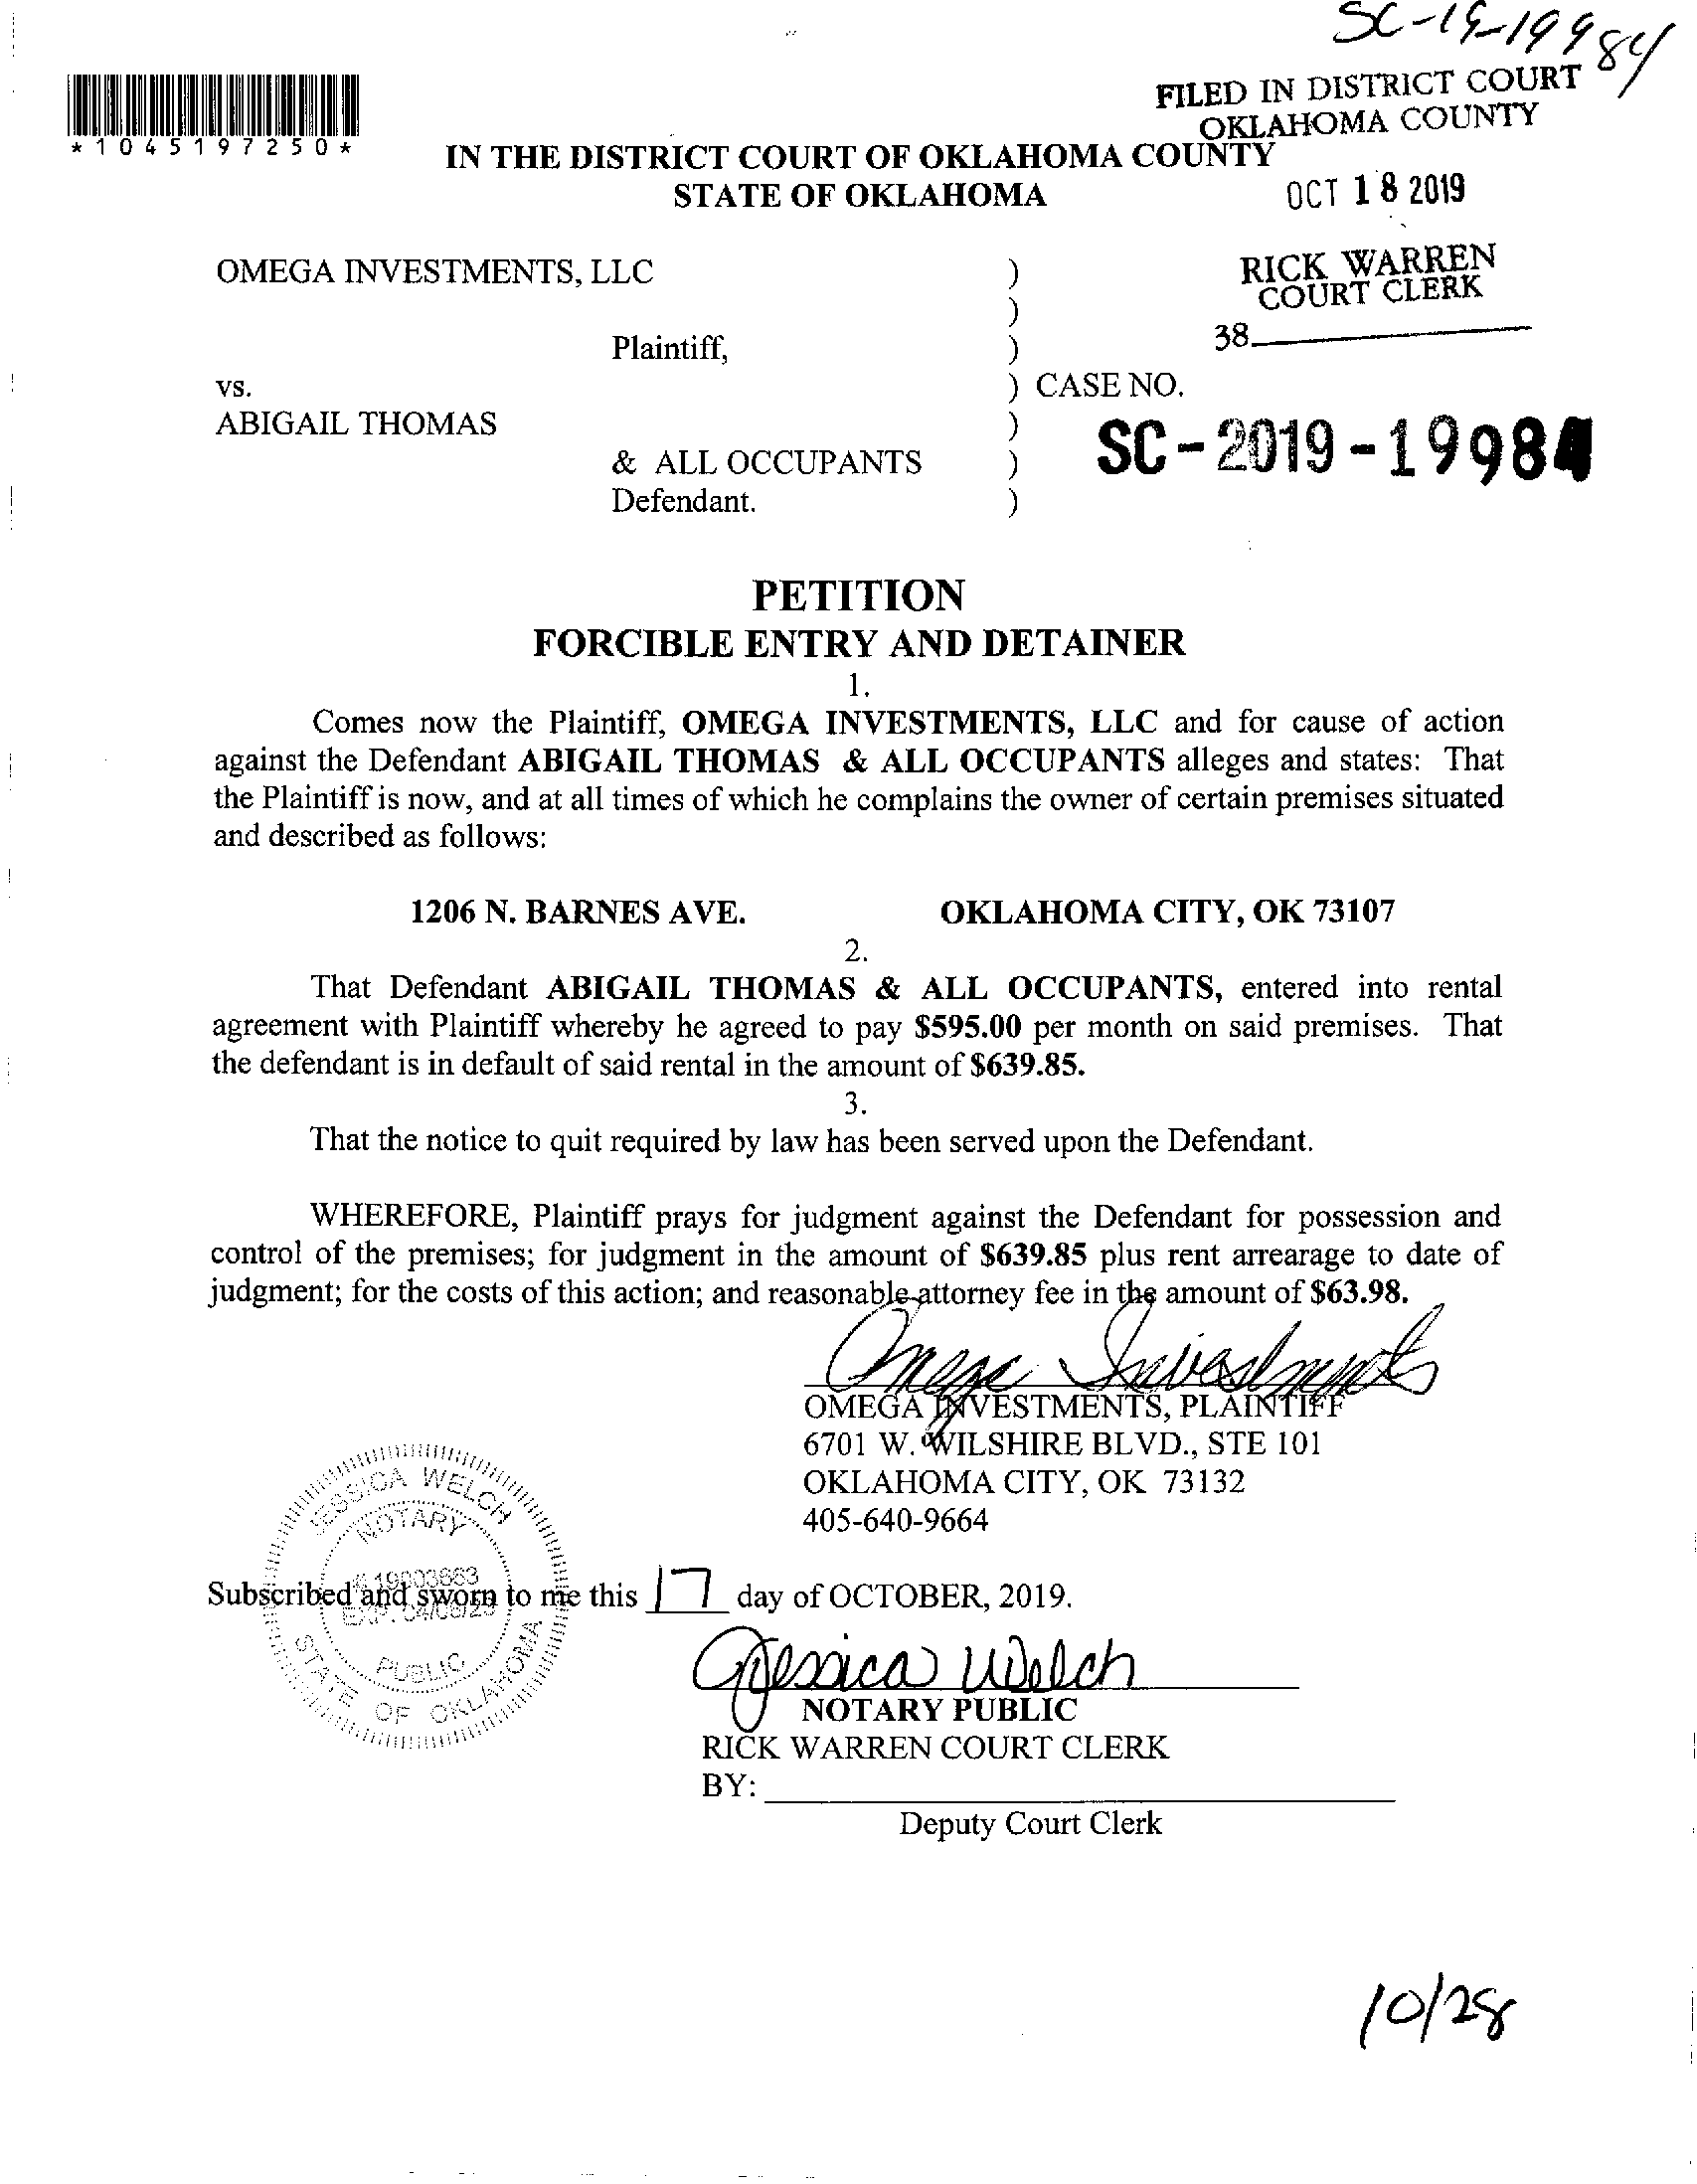 SC-19-19984
FILED IN DISTRICT COURT
OKLAHOMA COUNTY
*1045197250*
IN THE DISTRICT COURT OF OKLAHOMA COUNTY
STATE OF OKLAHOMA
OCT 18 2019
OMEGA INVESTMENTS, LLC )
RICK WARREN
COURT CLERK
)
38
Plaintiff, )
vs. ) CASE NO.
ABIGAIL THOMAS )
SC-2019-19984
& ALL OCCUPANTS )
Defendant. )
PETITION
FORCIBLE ENTRY AND DETAINER
1.
Comes now the Plaintiff, OMEGA INVESTMENTS, LLC and for cause of action
against the Defendant ABIGAIL THOMAS & ALL OCCUPANTS alleges and states: That
the Plaintiff is now, and at all times of which he complains the owner of certain premises situated
and described as follows:
1206 N. BARNES AVE. OKLAHOMA CITY, OK 73107
2.
That Defendant ABIGAIL THOMAS & ALL OCCUPANTS, entered into rental
agreement with Plaintiff whereby he agreed to pay $595.00 per month on said premises. That
the defendant is in default of said rental in the amount of $639.85.
3.
That the notice to quit required by law has been served upon the Defendant.
WHEREFORE, Plaintiff prays for judgment against the Defendant for possession and
control of the premises; for judgment in the amount of $639.85 plus rent arrearage to date of
judgment; for the costs of this action; and reasonable attorney fee in the amount of $63.98.
Omega Investments
OMEGA INVESTMENTS, PLAINTIFF
6701 W. WILSHIRE BLVD., STE 101
OKLAHOMA CITY, OK 73132
405-640-9664
JESSICA WELCH
NOTARY
# 19003663
EXP. 04/08/23
PUBLIC
STATE OF OKLAHOMA
Subscribed and sworn to me this 17 day of OCTOBER, 2019.
Jessica Welch
NOTARY PUBLIC
RICK WARREN COURT CLERK
BY:
Deputy Court Clerk
10/28